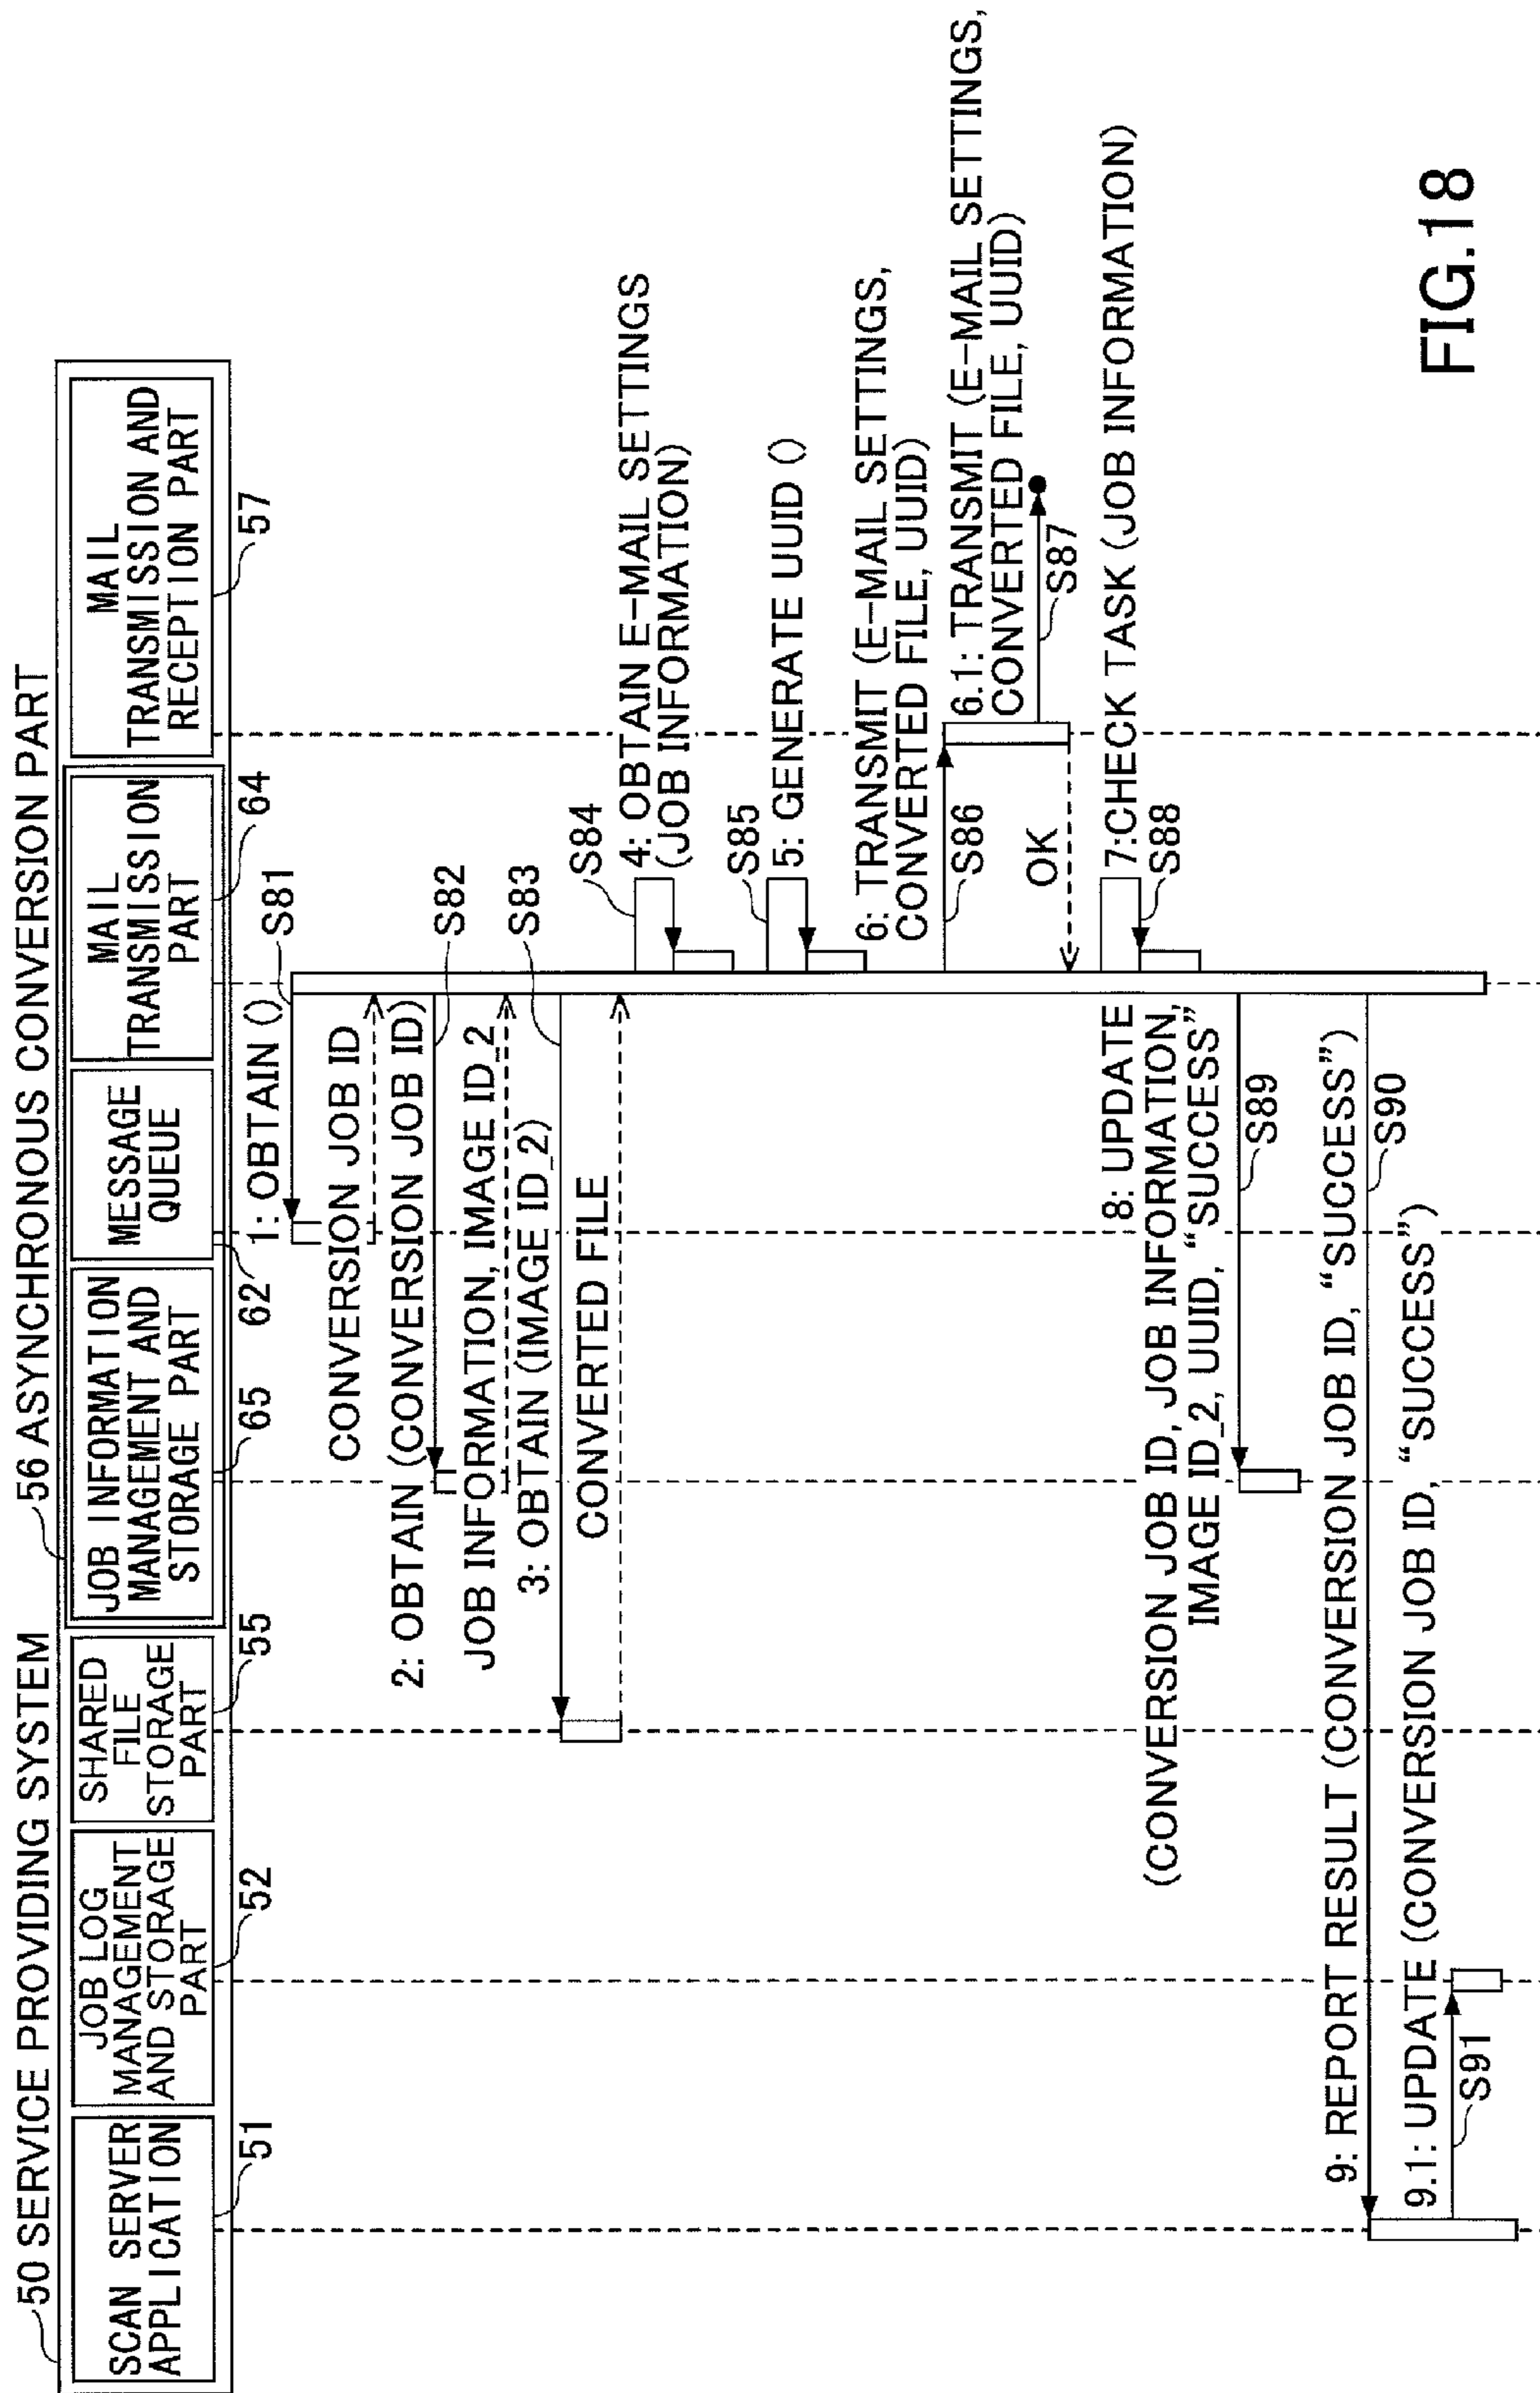 50 SERVICE PROVIDING SYSTEM
56 ASYNCHRONOUS CONVERSION PART
SCAN SERVER
APPLICATION
51
JOB LOG
MANAGEMENT
AND STORAGE
PART
52
SHARED
FILE
STORAGE
PART
55
JOB INFORMATION
MANAGEMENT AND
STORAGE PART
65
MESSAGE
QUEUE
62
MAIL
TRANSMISSION
PART
64
MAIL
TRANSMISSION AND
RECEPTION PART
57
1: OBTAIN ()
S81
CONVERSION JOB ID
2: OBTAIN (CONVERSION JOB ID)
S82
JOB INFORMATION, IMAGE ID_2
3: OBTAIN (IMAGE ID_2)
S83
CONVERTED FILE
S84
4: OBTAIN E-MAIL SETTINGS
(JOB INFORMATION)
S85
5: GENERATE UUID ()
6: TRANSMIT (E-MAIL SETTINGS,
CONVERTED FILE, UUID)
S86
6.1: TRANSMIT (E-MAIL SETTINGS,
CONVERTED FILE, UUID)
S87
OK
7:CHECK TASK (JOB INFORMATION)
S88
8: UPDATE
(CONVERSION JOB ID, JOB INFORMATION,
IMAGE ID_2, UUID, “SUCCESS”
S89
9: REPORT RESULT (CONVERSION JOB ID, “SUCCESS”)
S90
9.1: UPDATE (CONVERSION JOB ID, “SUCCESS”)
S91
FIG.18